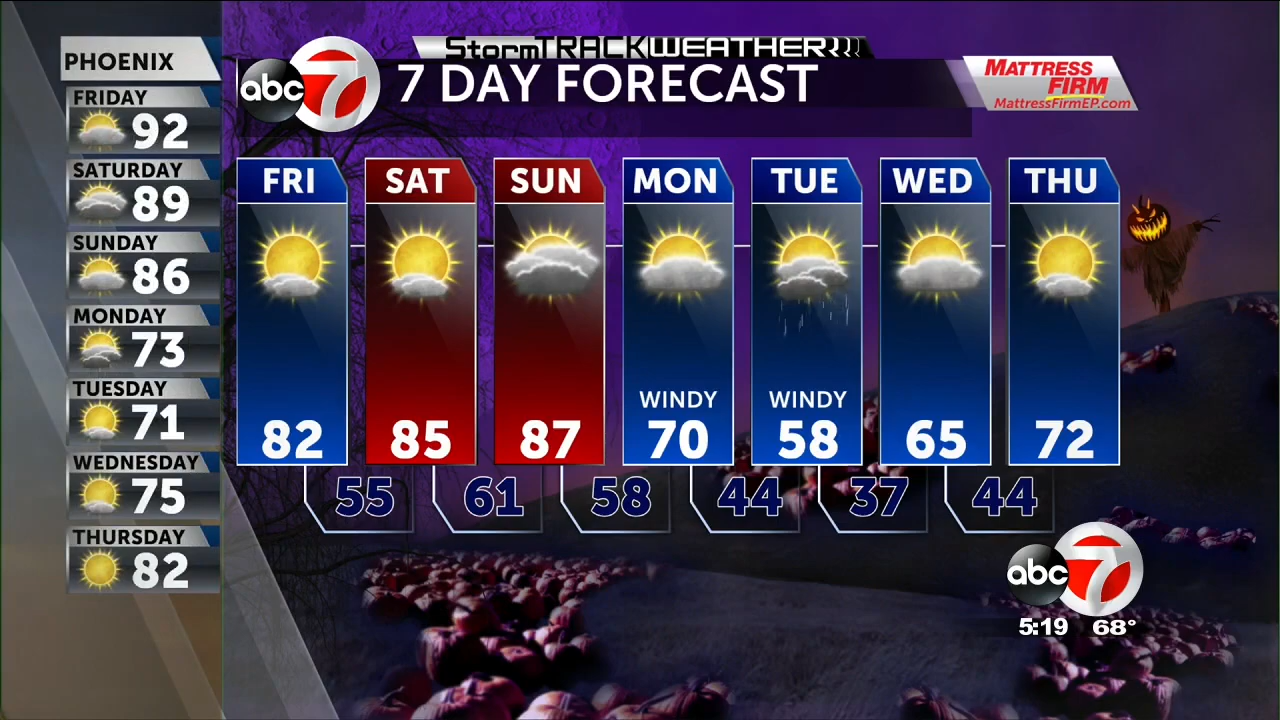 PHOENIX
FRIDAY
92
SATURDAY
89
SUNDAY
86
MONDAY
73
TUESDAY
71
WEDNESDAY
75
THURSDAY
82
StormTRACKWEATHER
abc 7
7 DAY FORECAST
MATTRESS
FIRM
MattressFirmEP.com
FRI SAT SUN MON TUE WED THU
WINDY WINDY
82 85 87 70 58 65 72
55 61 58 44 37 44
abc 7
5:19 68°